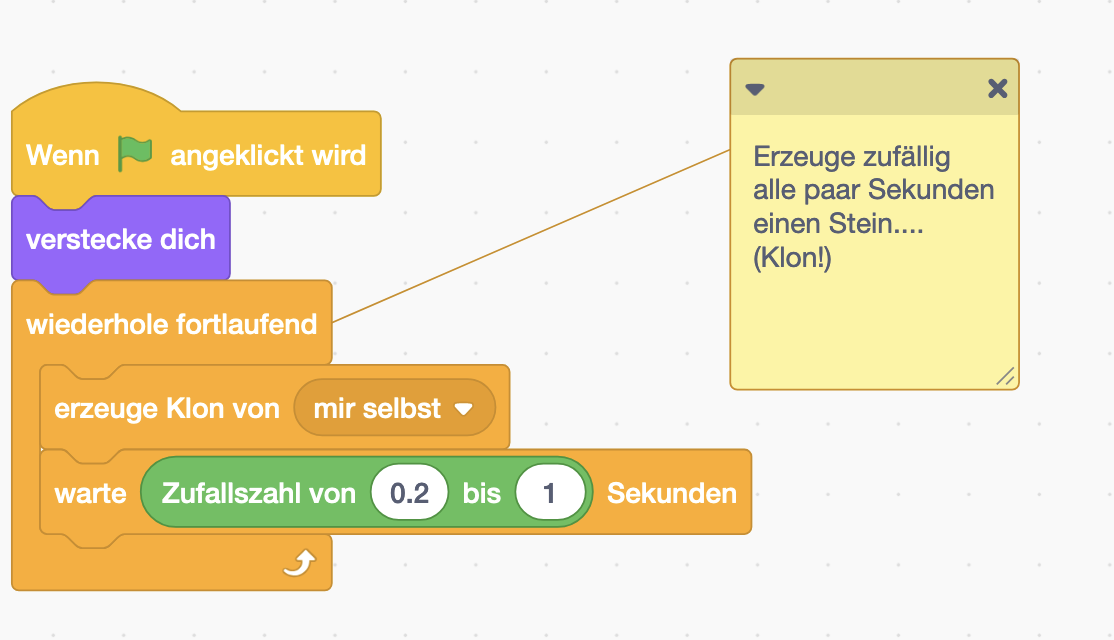 Wenn angeklickt wird
verstecke dich
wiederhole fortlaufend
erzeuge Klon von mir selbst
warte Zufallszahl von 0.2 bis 1 Sekunden
Erzeuge zufällig
alle paar Sekunden
einen Stein....
(Klon!)